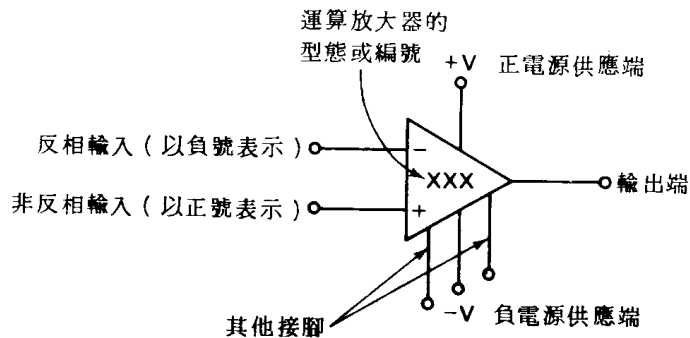 運算放大器的
型態或編號
+V 正電源供應端
反相輸入（以負號表示）
−
XXX
輸出端
非反相輸入（以正號表示）
+
−V 負電源供應端
其他接腳